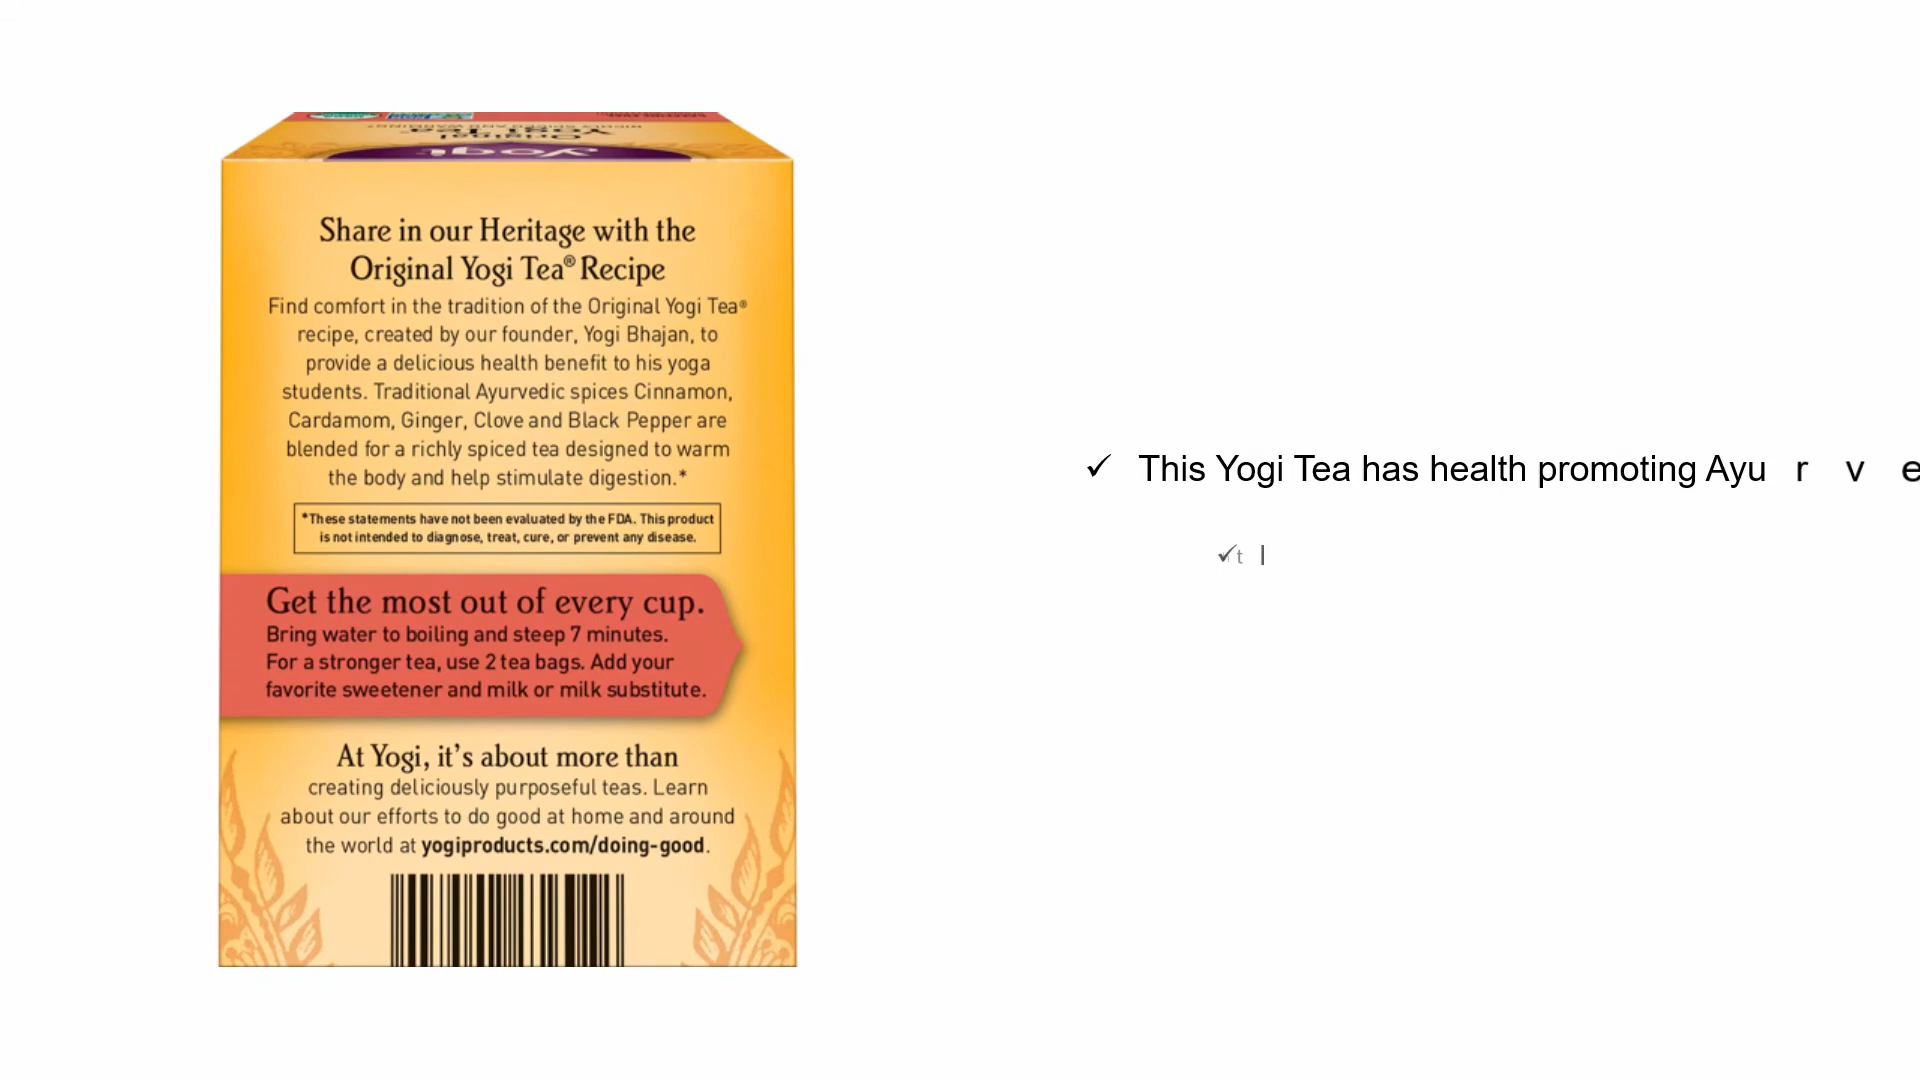 yogi
Original
Yogi Tea
Share in our Heritage with the
Original Yogi Tea® Recipe
Find comfort in the tradition of the Original Yogi Tea®
recipe, created by our founder, Yogi Bhajan, to
provide a delicious health benefit to his yoga
students. Traditional Ayurvedic spices Cinnamon,
Cardamom, Ginger, Clove and Black Pepper are
blended for a richly spiced tea designed to warm
the body and help stimulate digestion.*
*These statements have not been evaluated by the FDA. This product
is not intended to diagnose, treat, cure, or prevent any disease.
Get the most out of every cup.
Bring water to boiling and steep 7 minutes.
For a stronger tea, use 2 tea bags. Add your
favorite sweetener and milk or milk substitute.
At Yogi, it's about more than
creating deliciously purposeful teas. Learn
about our efforts to do good at home and around
the world at yogiproducts.com/doing-good.
✓ This Yogi Tea has health promoting Ayu r v e